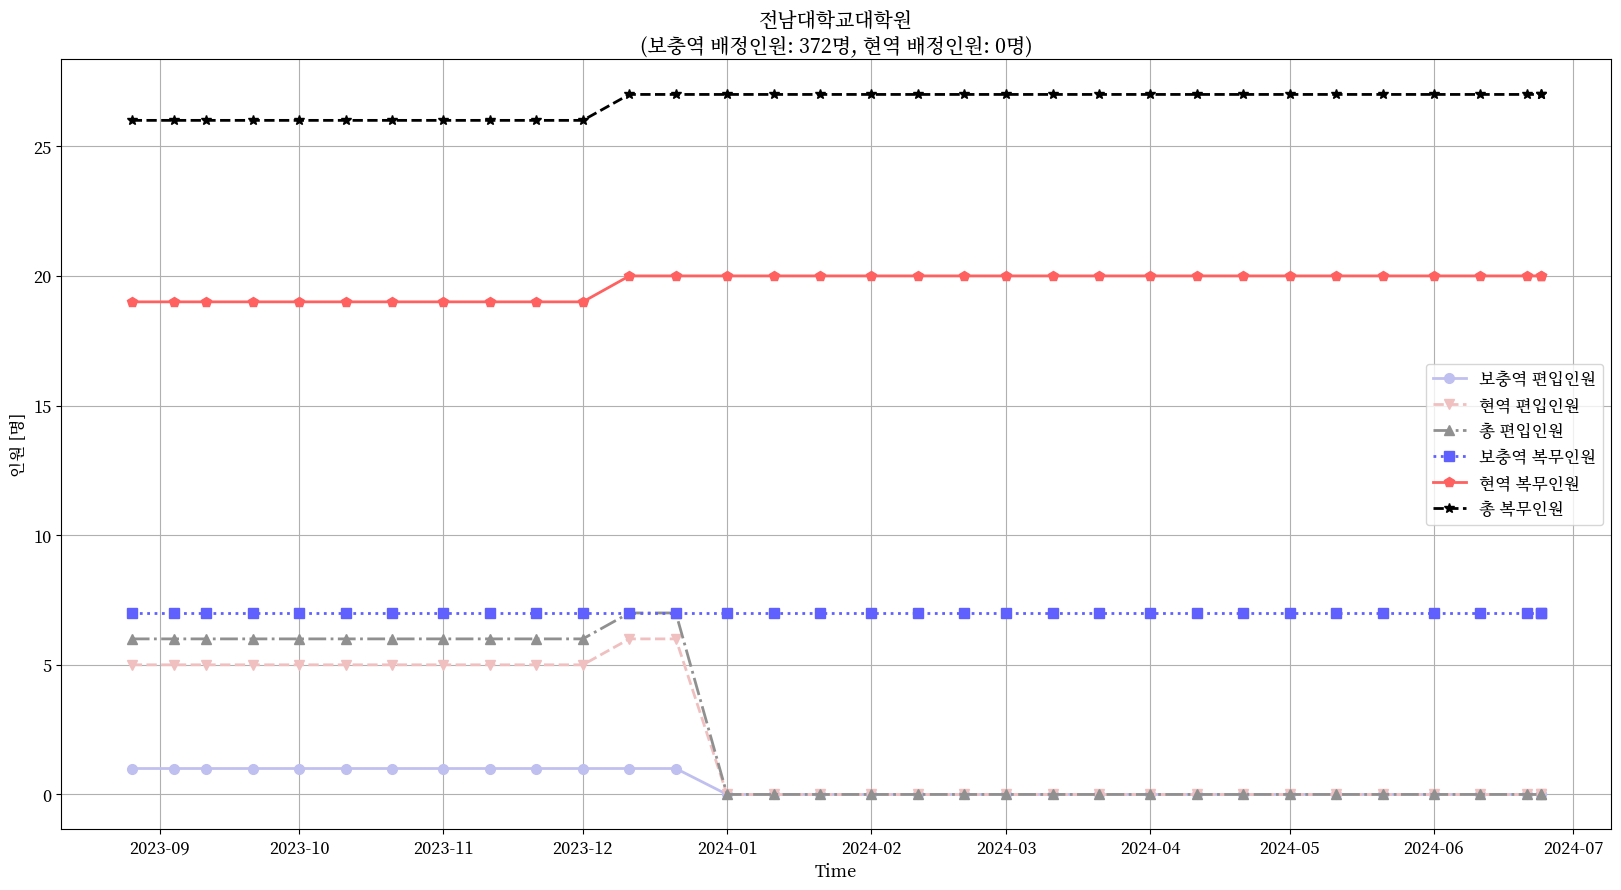 전남대학교대학원
(보충역 배정인원: 372명, 현역 배정인원: 0명)
인원 [명]
25
20
15
10
5
0
보충역 편입인원
현역 편입인원
총 편입인원
보충역 복무인원
현역 복무인원
총 복무인원
2023-09
2023-10
2023-11
2023-12
2024-01
2024-02
2024-03
2024-04
2024-05
2024-06
2024-07
Time